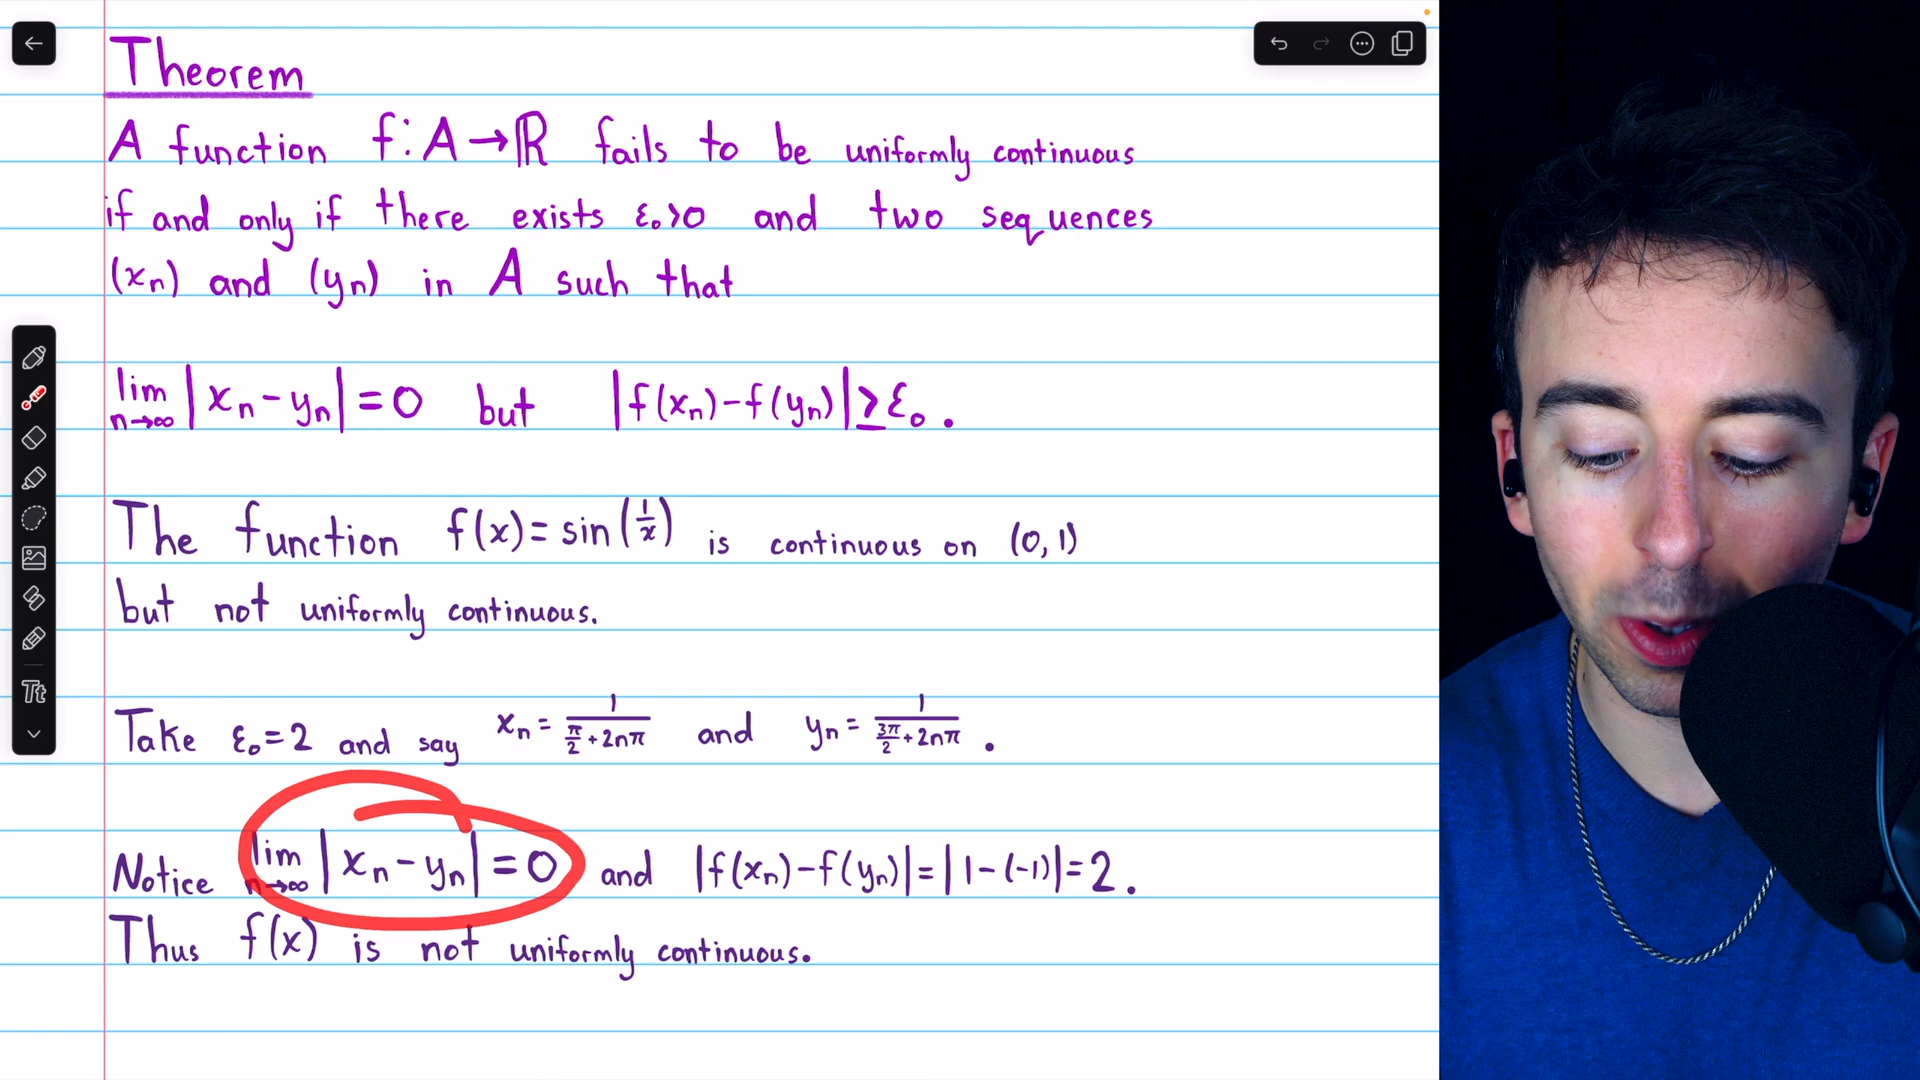 Theorem
A function f: A→ℝ fails to be uniformly continuous
if and only if there exists ε₀>0 and two sequences
(xₙ) and (yₙ) in A such that
lim n→∞ |xₙ-yₙ|=0 but |f(xₙ)-f(yₙ)|≥ε₀.
The function f(x)=sin(1/x) is continuous on (0,1)
but not uniformly continuous.
Take ε₀=2 and say xₙ= 1/(π/2+2nπ) and yₙ= 1/(3π/2+2nπ).
Notice lim n→∞ |xₙ-yₙ|=0 and |f(xₙ)-f(yₙ)|=|1-(-1)|=2.
Thus f(x) is not uniformly continuous.
Tt